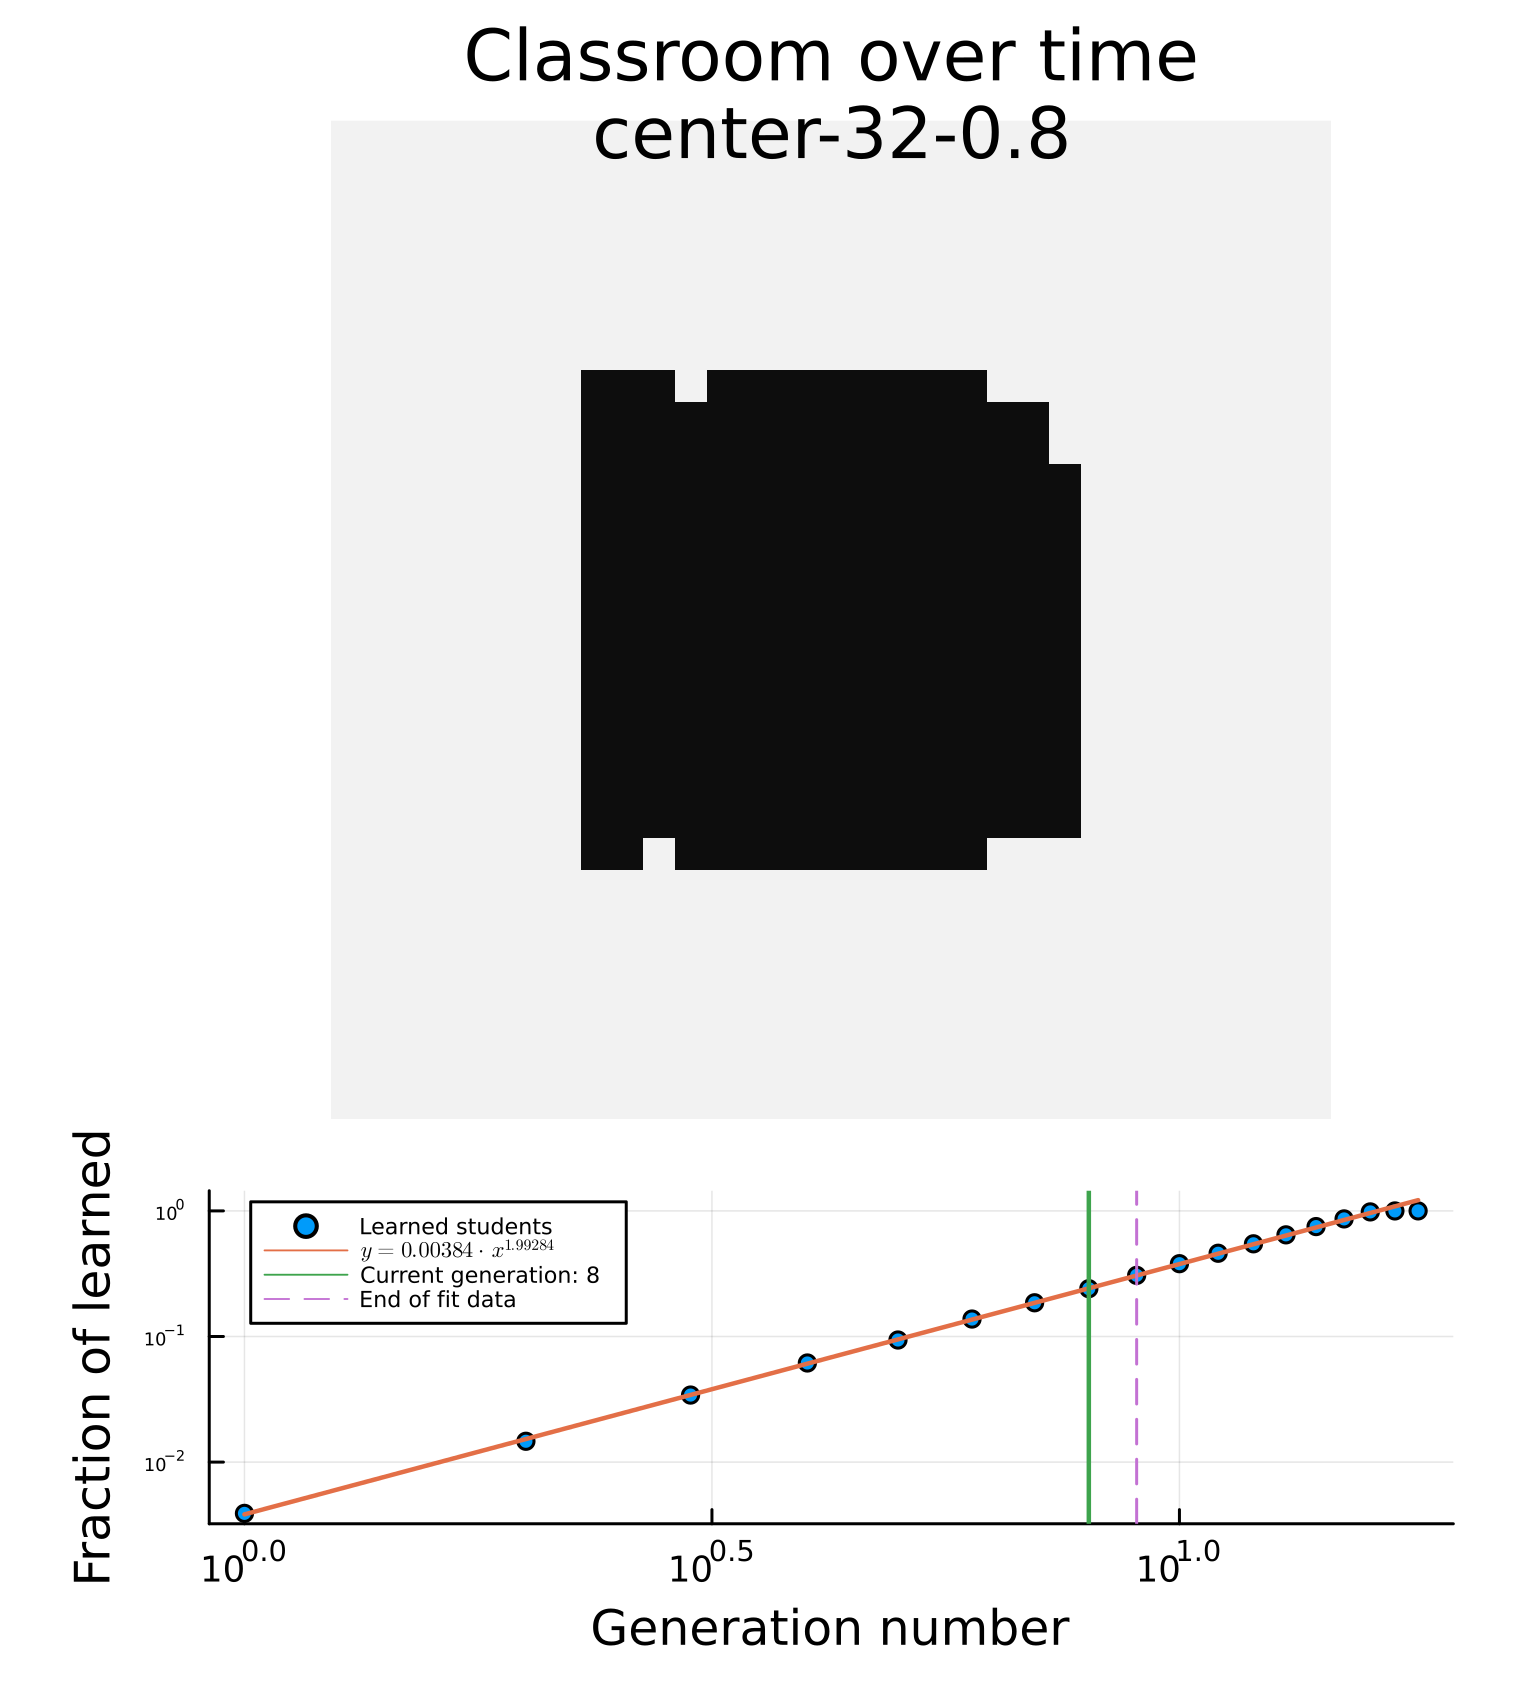 Classroom over time
center-32-0.8
Fraction of learned
10^0
10^−1
10^−2
Learned students
y = 0.00384 · x^1.99284
Current generation: 8
End of fit data
10^0.0
10^0.5
10^1.0
Generation number